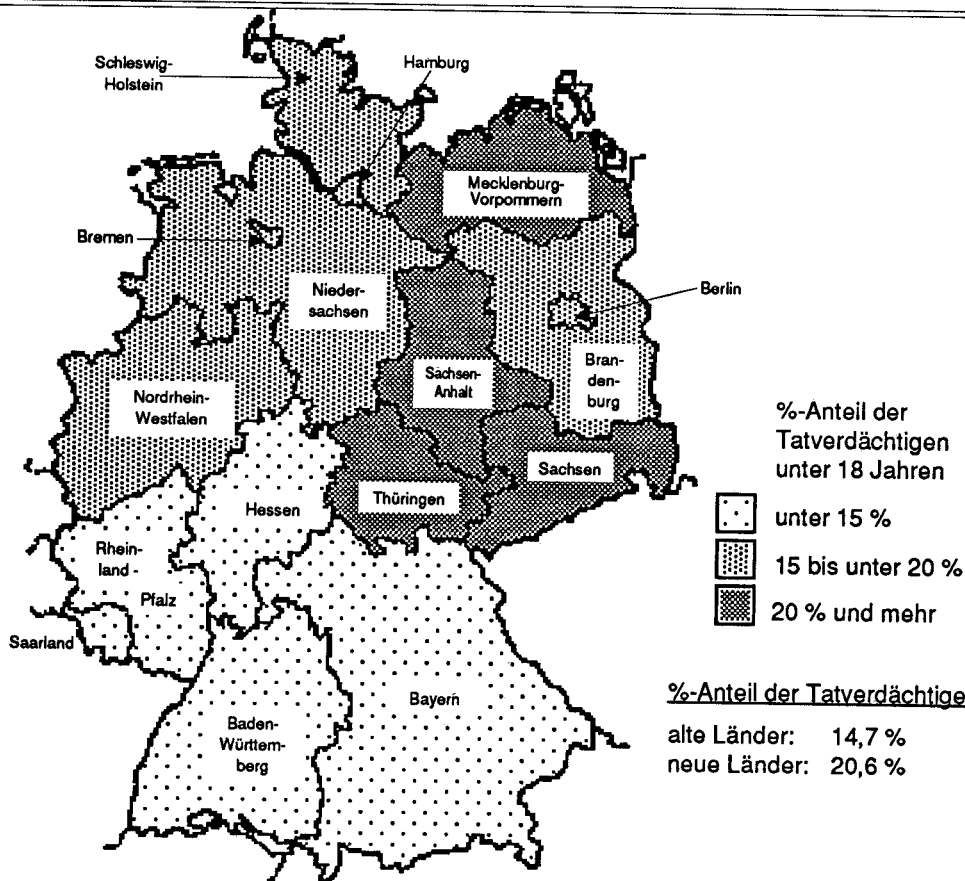 Schleswig-
Holstein
Hamburg
Mecklenburg-
Vorpommern
Bremen
Nieder-
sachsen
Berlin
Sachsen-
Anhalt
Bran-
den-
burg
Nordrhein-
Westfalen
Sachsen
Thüringen
Hessen
Rhein-
land -
Pfalz
Saarland
Bayern
Baden-
Württem-
berg
%-Anteil der
Tatverdächtigen
unter 18 Jahren
unter 15 %
15 bis unter 20 %
20 % und mehr
%-Anteil der Tatverdächtige
alte Länder: 14,7 %
neue Länder: 20,6 %